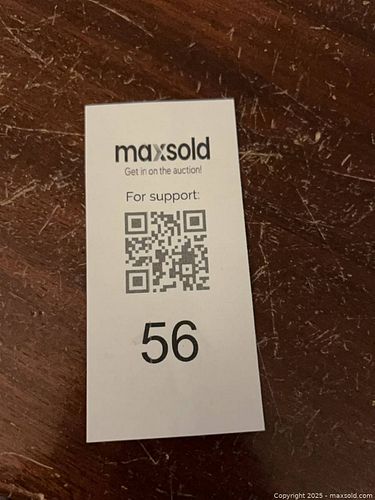 maxsold
Get in on the auction!
For support:
56
Copyright 2025 - maxsold.com